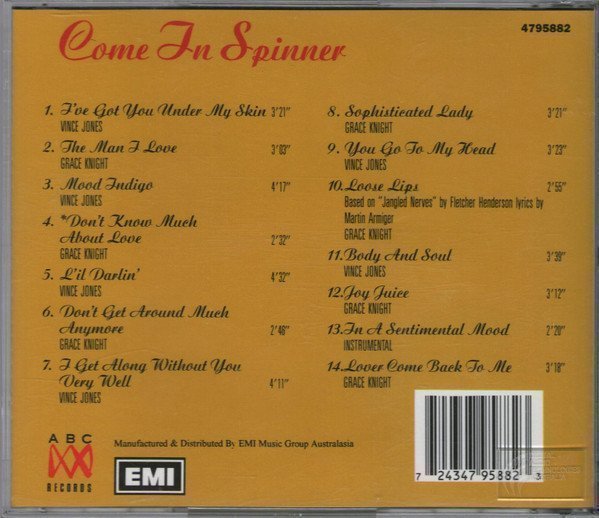 Come In Spinner
4795882
1. I've Got You Under My Skin 3'21"
VINCE JONES
2. The Man I Love 3'03"
GRACE KNIGHT
3. Mood Indigo 4'17"
VINCE JONES
4. *Don't Know Much
About Love 2'32"
GRACE KNIGHT
5. L'il Darlin' 4'32"
VINCE JONES
6. Don't Get Around Much
Anymore 2'46"
GRACE KNIGHT
7. I Get Along Without You
Very Well 4'11"
VINCE JONES
8. Sophisticated Lady 3'21"
GRACE KNIGHT
9. You Go To My Head 3'23"
VINCE JONES
10. Loose Lips 2'55"
Based on "Jangled Nerves" by Fletcher Henderson lyrics by
Martin Armiger
GRACE KNIGHT
11. Body And Soul 3'39"
VINCE JONES
12. Joy Juice 3'12"
GRACE KNIGHT
13. In A Sentimental Mood 2'20"
INSTRUMENTAL
14. Lover Come Back To Me 3'18"
GRACE KNIGHT
ABC
RECORDS
EMI
Manufactured & Distributed By EMI Music Group Australasia
7 24347 95882 3